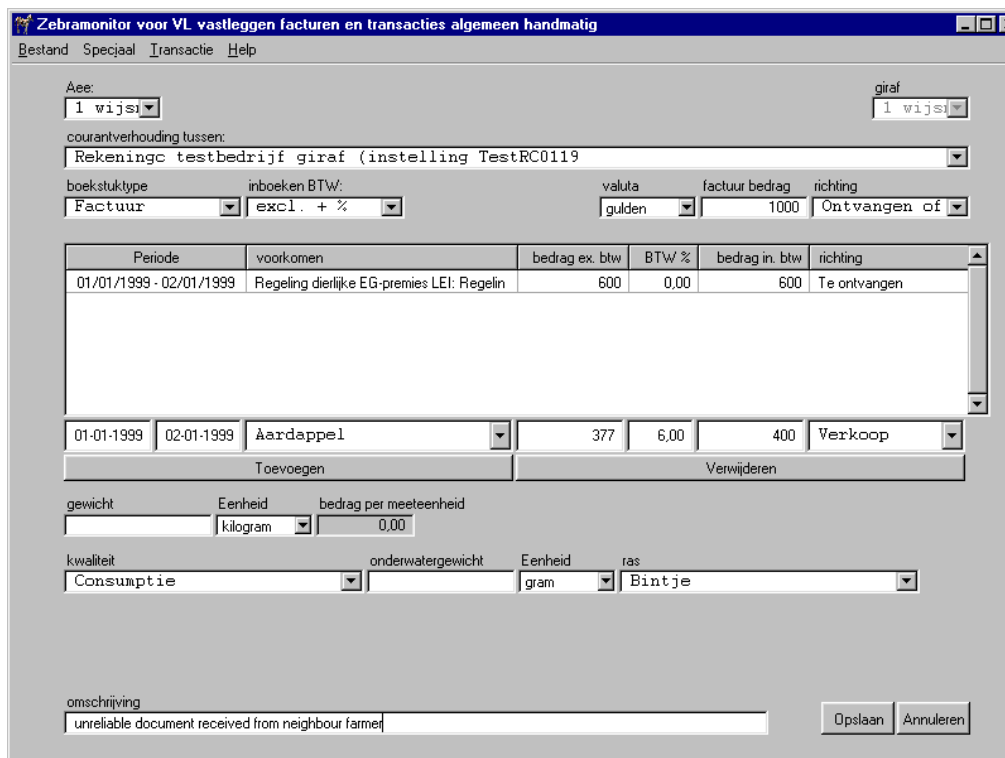 Zebramonitor voor VL vastleggen facturen en transacties algemeen handmatig
Bestand Speciaal Transactie Help
Aee: giraf
1 wijsr 1 wijsr
courantverhouding tussen:
Rekeningc testbedrijf giraf (instelling TestRC0119
boekstuktype inboeken BTW: valuta factuur bedrag richting
Factuur excl. + % gulden 1000 Ontvangen of
Periode voorkomen bedrag ex. btw BTW % bedrag in. btw richting
01/01/1999 - 02/01/1999 Regeling dierlijke EG-premies LEI: Regelin 600 0,00 600 Te ontvangen
01-01-1999 02-01-1999 Aardappel 377 6,00 400 Verkoop
Toevoegen Verwijderen
gewicht Eenheid bedrag per meeteenheid
kilogram 0,00
kwaliteit onderwatergewicht Eenheid ras
Consumptie gram Bintje
omschrijving
unreliable document received from neighbour farmer
Opslaan Annuleren